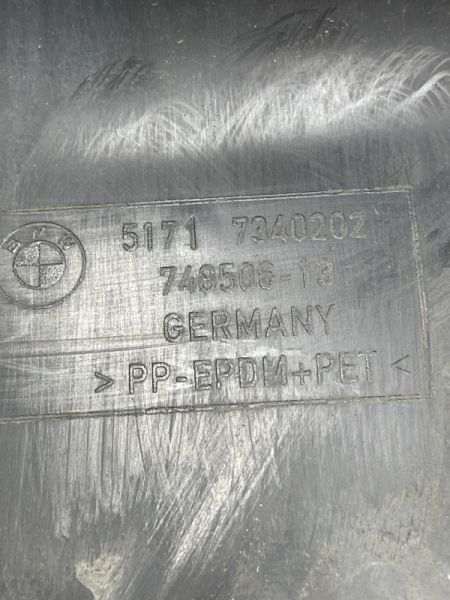 BMW
5171 7340202
748506-13
GERMANY
>PP-EPDM+PET<